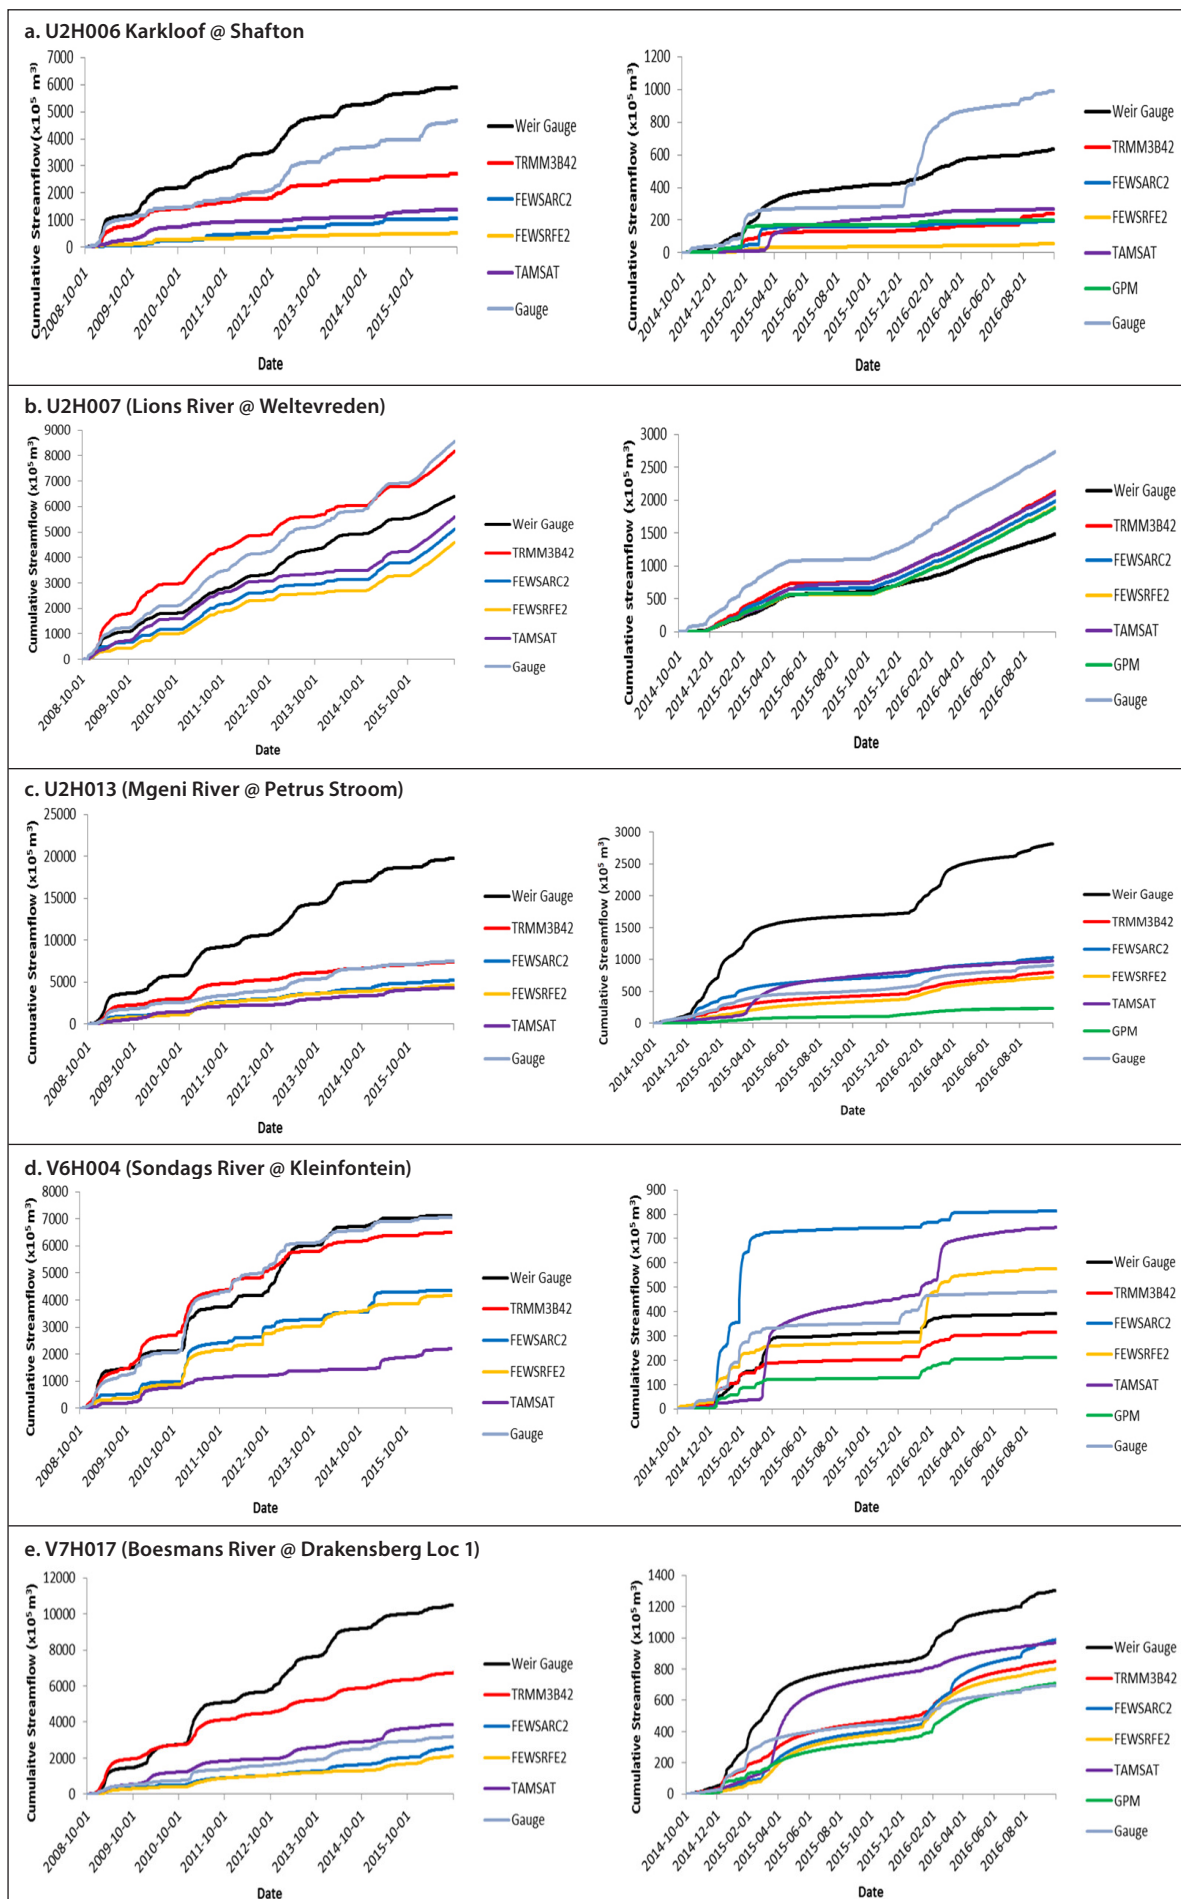 a. U2H006 Karkloof @ Shafton
Cumulative Streamflow (x10⁵ m³)
7000
6000
5000
4000
3000
2000
1000
0
2008-10-01
2009-10-01
2010-10-01
2011-10-01
2012-10-01
2013-10-01
2014-10-01
2015-10-01
Date
Weir Gauge
TRMM3B42
FEWSARC2
FEWSRFE2
TAMSAT
Gauge
Cumulative Streamflow (x10⁵ m³)
1200
1000
800
600
400
200
0
2014-10-01
2014-12-01
2015-02-01
2015-04-01
2015-06-01
2015-08-01
2015-10-01
2015-12-01
2016-02-01
2016-04-01
2016-06-01
2016-08-01
Date
Weir Gauge
TRMM3B42
FEWSARC2
FEWSRFE2
TAMSAT
GPM
Gauge
b. U2H007 (Lions River @ Weltevreden)
Cumulative Streamflow (x10⁵ m³)
9000
8000
7000
6000
5000
4000
3000
2000
1000
0
2008-10-01
2009-10-01
2010-10-01
2011-10-01
2012-10-01
2013-10-01
2014-10-01
2015-10-01
Date
Weir Gauge
TRMM3B42
FEWSARC2
FEWSRFE2
TAMSAT
Gauge
Cumulative streamflow (x10⁵ m³)
3000
2500
2000
1500
1000
500
0
2014-10-01
2014-12-01
2015-02-01
2015-04-01
2015-06-01
2015-08-01
2015-10-01
2015-12-01
2016-02-01
2016-04-01
2016-06-01
2016-08-01
Date
Weir Gauge
TRMM3B42
FEWSARC2
FEWSRFE2
TAMSAT
GPM
Gauge
c. U2H013 (Mgeni River @ Petrus Stroom)
Cumuative Streamflow (x10⁵ m³)
25000
20000
15000
10000
5000
0
2008-10-01
2009-10-01
2010-10-01
2011-10-01
2012-10-01
2013-10-01
2014-10-01
2015-10-01
Date
Weir Gauge
TRMM3B42
FEWSARC2
FEWSRFE2
TAMSAT
Gauge
Cumulative Streamflow (x10⁵ m³)
3000
2500
2000
1500
1000
500
0
2014-10-01
2014-12-01
2015-02-01
2015-04-01
2015-06-01
2015-08-01
2015-10-01
2015-12-01
2016-02-01
2016-04-01
2016-06-01
2016-08-01
Date
Weir Gauge
TRMM3B42
FEWSARC2
FEWSRFE2
TAMSAT
GPM
Gauge
d. V6H004 (Sondags River @ Kleinfontein)
Cumulative Streamflow (x10⁵ m³)
8000
7000
6000
5000
4000
3000
2000
1000
0
2008-10-01
2009-10-01
2010-10-01
2011-10-01
2012-10-01
2013-10-01
2014-10-01
2015-10-01
Date
Weir Gauge
TRMM3B42
FEWSARC2
FEWSRFE2
TAMSAT
Gauge
Cumulaitve Streamflow (x10⁵ m³)
900
800
700
600
500
400
300
200
100
0
2014-10-01
2014-12-01
2015-02-01
2015-04-01
2015-06-01
2015-08-01
2015-10-01
2015-12-01
2016-02-01
2016-04-01
2016-06-01
2016-08-01
Date
Weir Gauge
TRMM3B42
FEWSARC2
FEWSRFE2
TAMSAT
GPM
Gauge
e. V7H017 (Boesmans River @ Drakensberg Loc 1)
Cumulaitve Streamflow (x10⁵ m³)
12000
10000
8000
6000
4000
2000
0
2008-10-01
2009-10-01
2010-10-01
2011-10-01
2012-10-01
2013-10-01
2014-10-01
2015-10-01
Date
Weir Gauge
TRMM3B42
FEWSARC2
FEWSRFE2
TAMSAT
Gauge
Cumulative Streamflow (x10⁵ m³)
1400
1200
1000
800
600
400
200
0
2014-10-01
2014-12-01
2015-02-01
2015-04-01
2015-06-01
2015-08-01
2015-10-01
2015-12-01
2016-02-01
2016-04-01
2016-06-01
2016-08-01
Date
Weir Gauge
TRMM3B42
FEWSARC2
FEWSRFE2
TAMSAT
GPM
Gauge